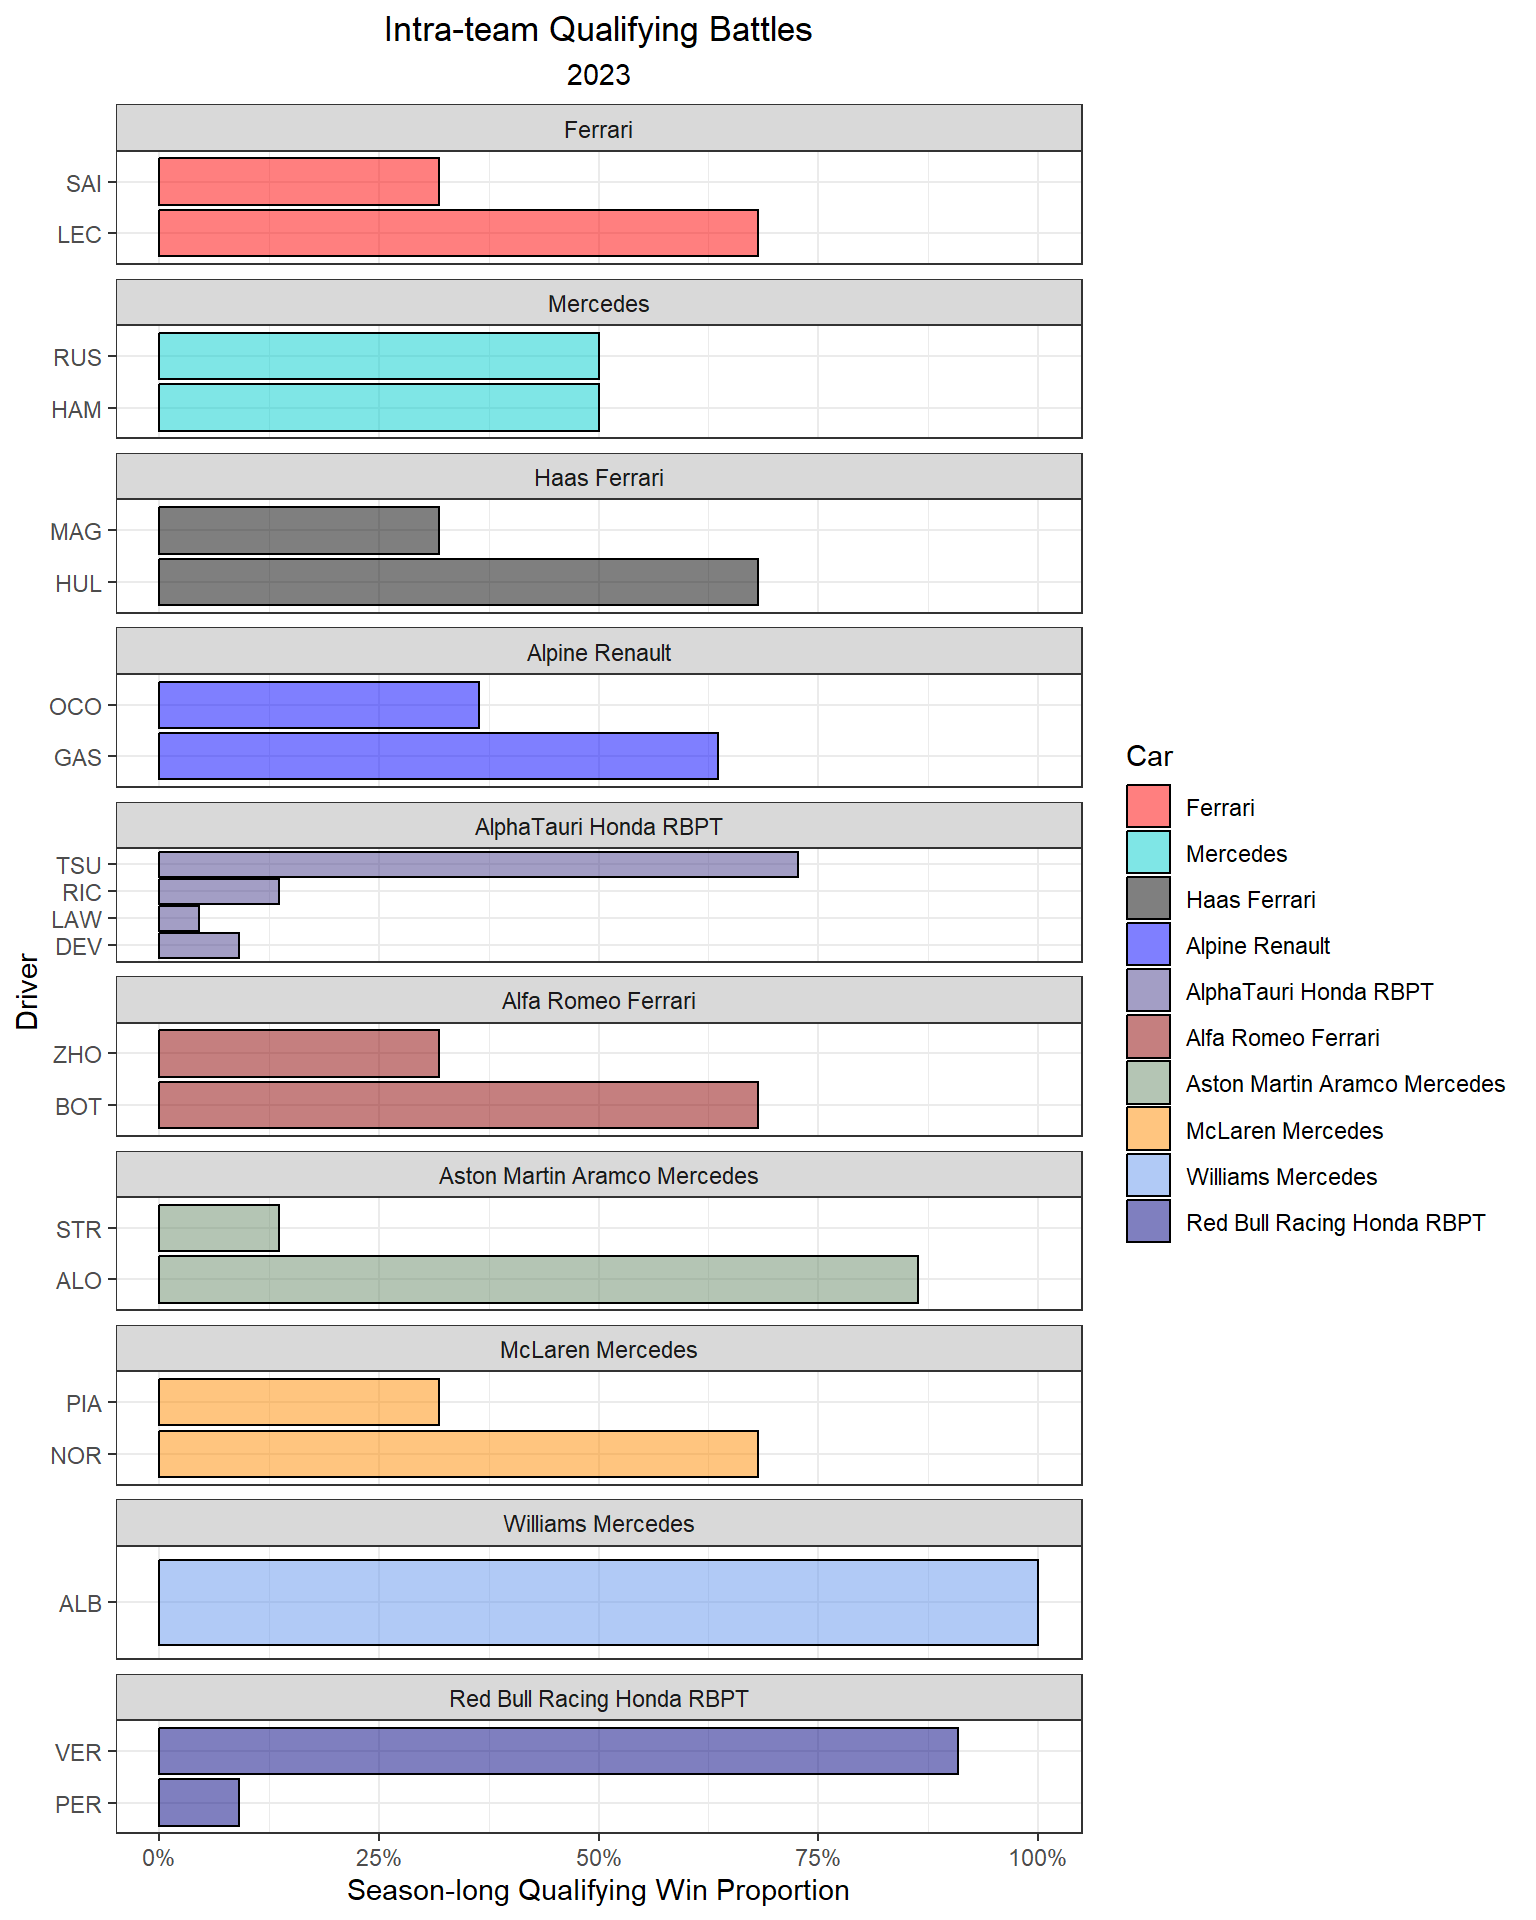 Intra-team Qualifying Battles
2023
Ferrari
SAI
LEC
Mercedes
RUS
HAM
Haas Ferrari
MAG
HUL
Alpine Renault
OCO
GAS
AlphaTauri Honda RBPT
TSU
RIC
LAW
DEV
Alfa Romeo Ferrari
ZHO
BOT
Aston Martin Aramco Mercedes
STR
ALO
McLaren Mercedes
PIA
NOR
Williams Mercedes
ALB
Red Bull Racing Honda RBPT
VER
PER
0% 25% 50% 75% 100%
Season-long Qualifying Win Proportion
Driver
Car
Ferrari
Mercedes
Haas Ferrari
Alpine Renault
AlphaTauri Honda RBPT
Alfa Romeo Ferrari
Aston Martin Aramco Mercedes
McLaren Mercedes
Williams Mercedes
Red Bull Racing Honda RBPT